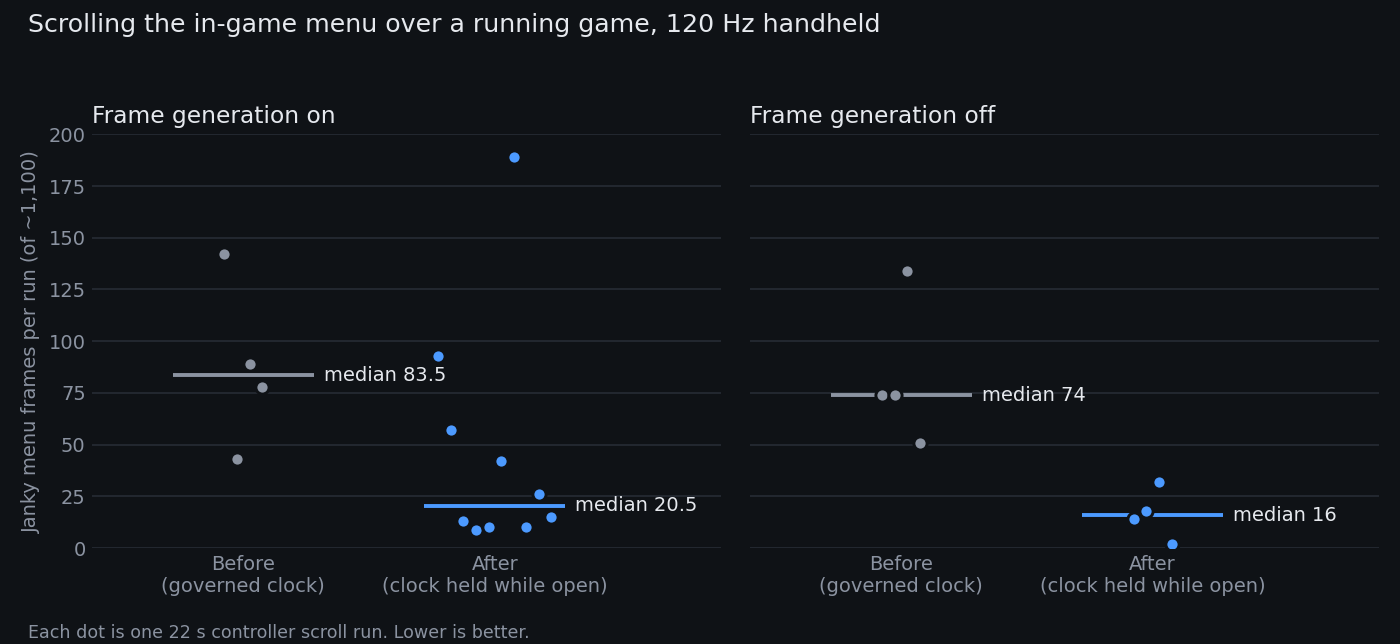 Scrolling the in-game menu over a running game, 120 Hz handheld
Frame generation on
Frame generation off
Janky menu frames per run (of ~1,100)
200
175
150
125
100
75
50
25
0
median 83.5
median 20.5
median 74
median 16
Before
(governed clock)
After
(clock held while open)
Before
(governed clock)
After
(clock held while open)
Each dot is one 22 s controller scroll run. Lower is better.